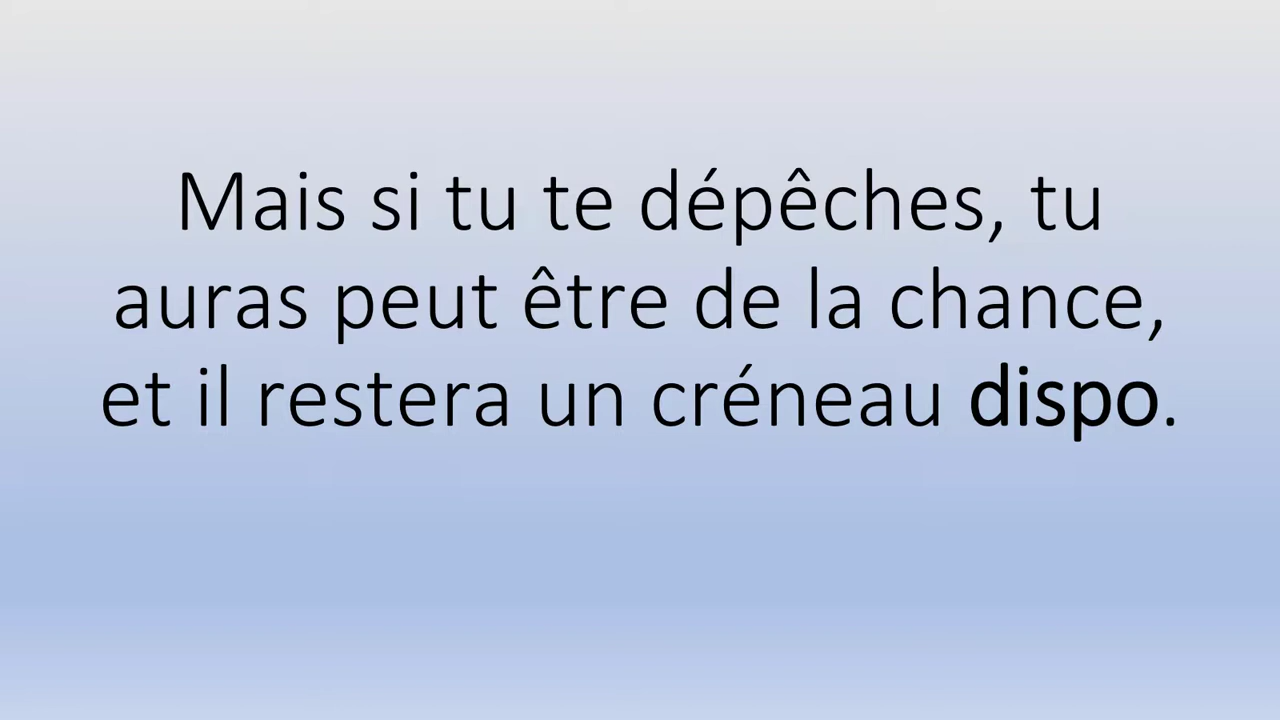 Mais si tu te dépêches, tu
auras peut être de la chance,
et il restera un créneau dispo.